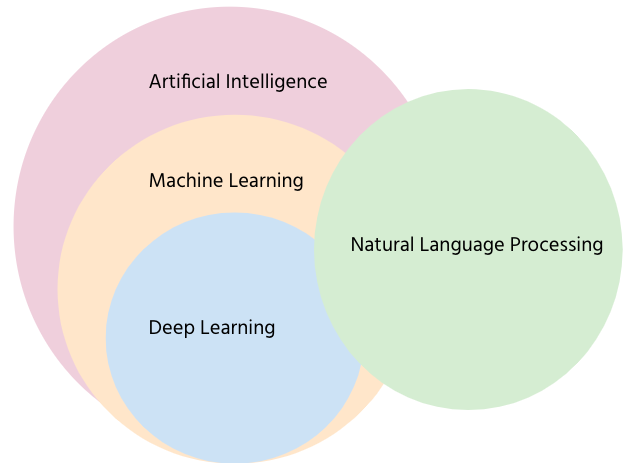 Artificial Intelligence
Machine Learning
Natural Language Processing
Deep Learning